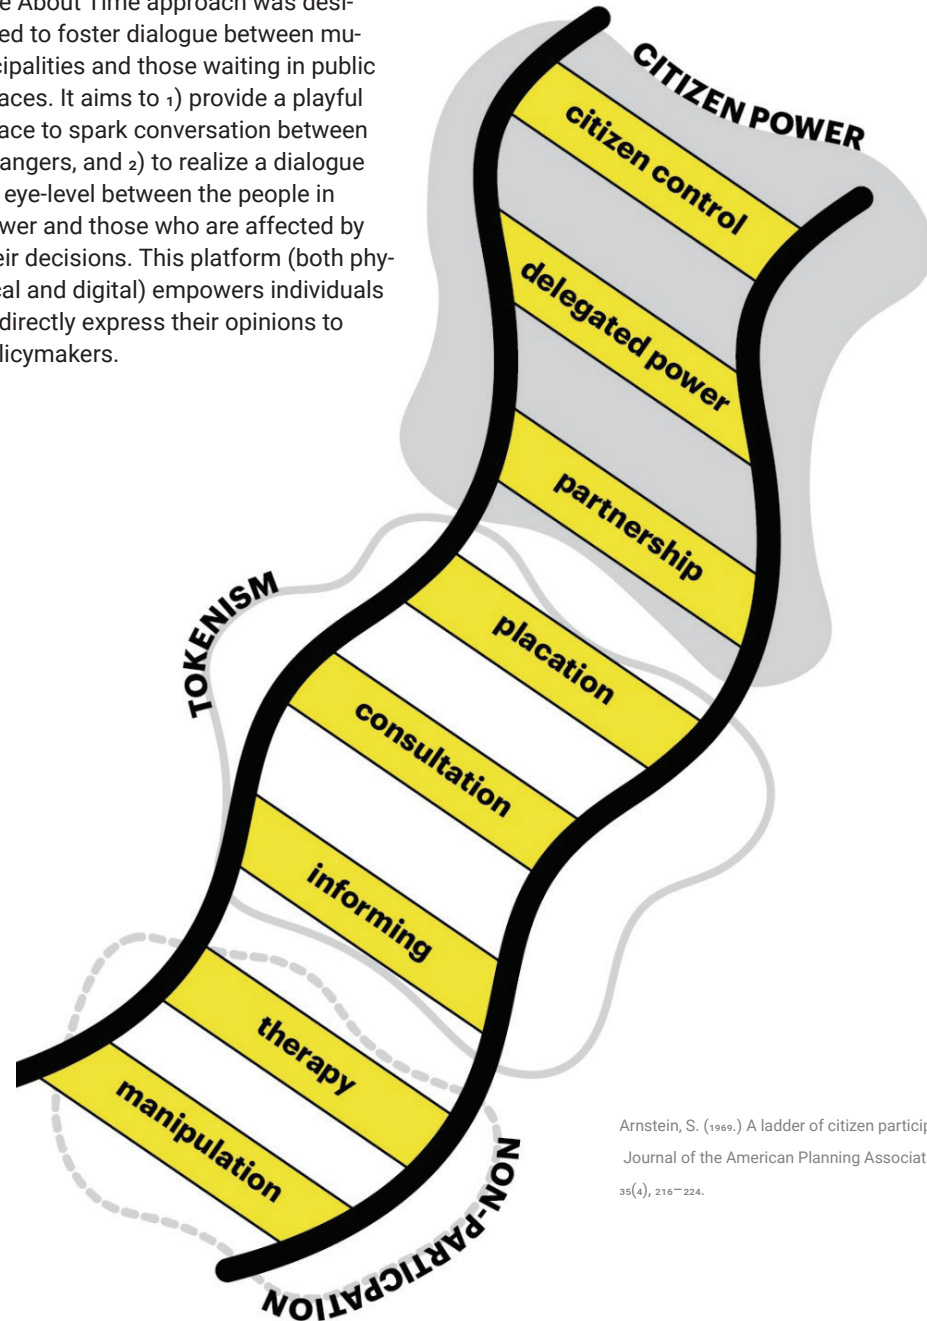 e About Time approach was desi-
ed to foster dialogue between mu-
cipalities and those waiting in public
aces. It aims to ₁) provide a playful
ace to spark conversation between
angers, and ₂) to realize a dialogue
eye-level between the people in
wer and those who are affected by
eir decisions. This platform (both phy-
cal and digital) empowers individuals
directly express their opinions to
licymakers.
CITIZEN POWER
citizen control
delegated power
partnership
TOKENISM
placation
consultation
informing
therapy
manipulation
NON-PARTICPATION
Arnstein, S. (₁₉₆₉.) A ladder of citizen particip
Journal of the American Planning Associat
₃₅(₄), ₂₁₆–₂₂₄.